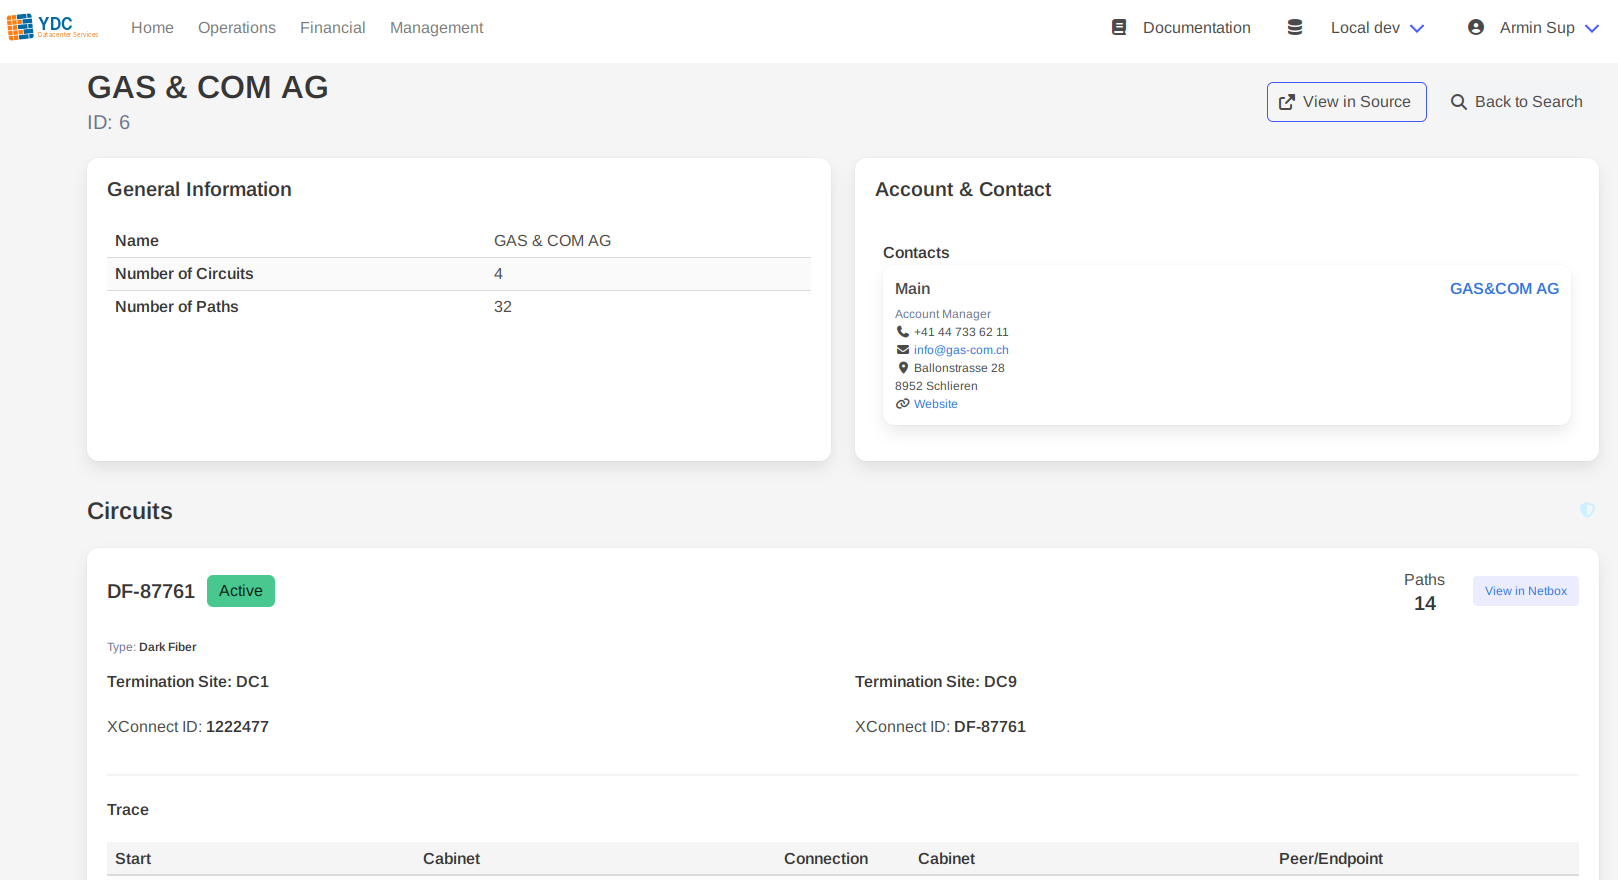 YDC
Datacenter Services
Home Operations Financial Management
Documentation Local dev Armin Sup
GAS & COM AG
ID: 6
View in Source Back to Search
General Information
Name GAS & COM AG
Number of Circuits 4
Number of Paths 32
Account & Contact
Contacts
Main GAS&COM AG
Account Manager
+41 44 733 62 11
info@gas-com.ch
Ballonstrasse 28
8952 Schlieren
Website
Circuits
DF-87761 Active
Paths
14
View in Netbox
Type: Dark Fiber
Termination Site: DC1 Termination Site: DC9
XConnect ID: 1222477 XConnect ID: DF-87761
Trace
Start Cabinet Connection Cabinet Peer/Endpoint